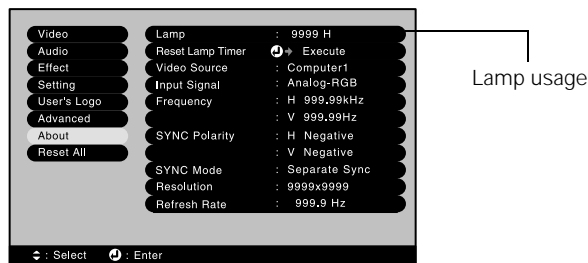 Video
Audio
Effect
Setting
User's Logo
Advanced
About
Reset All
Lamp : 9999 H
Reset Lamp Timer Execute
Video Source : Computer1
Input Signal : Analog-RGB
Frequency : H 999.99kHz
: V 999.99Hz
SYNC Polarity : H Negative
: V Negative
SYNC Mode : Separate Sync
Resolution : 9999x9999
Refresh Rate : 999.9 Hz
: Select : Enter
Lamp usage